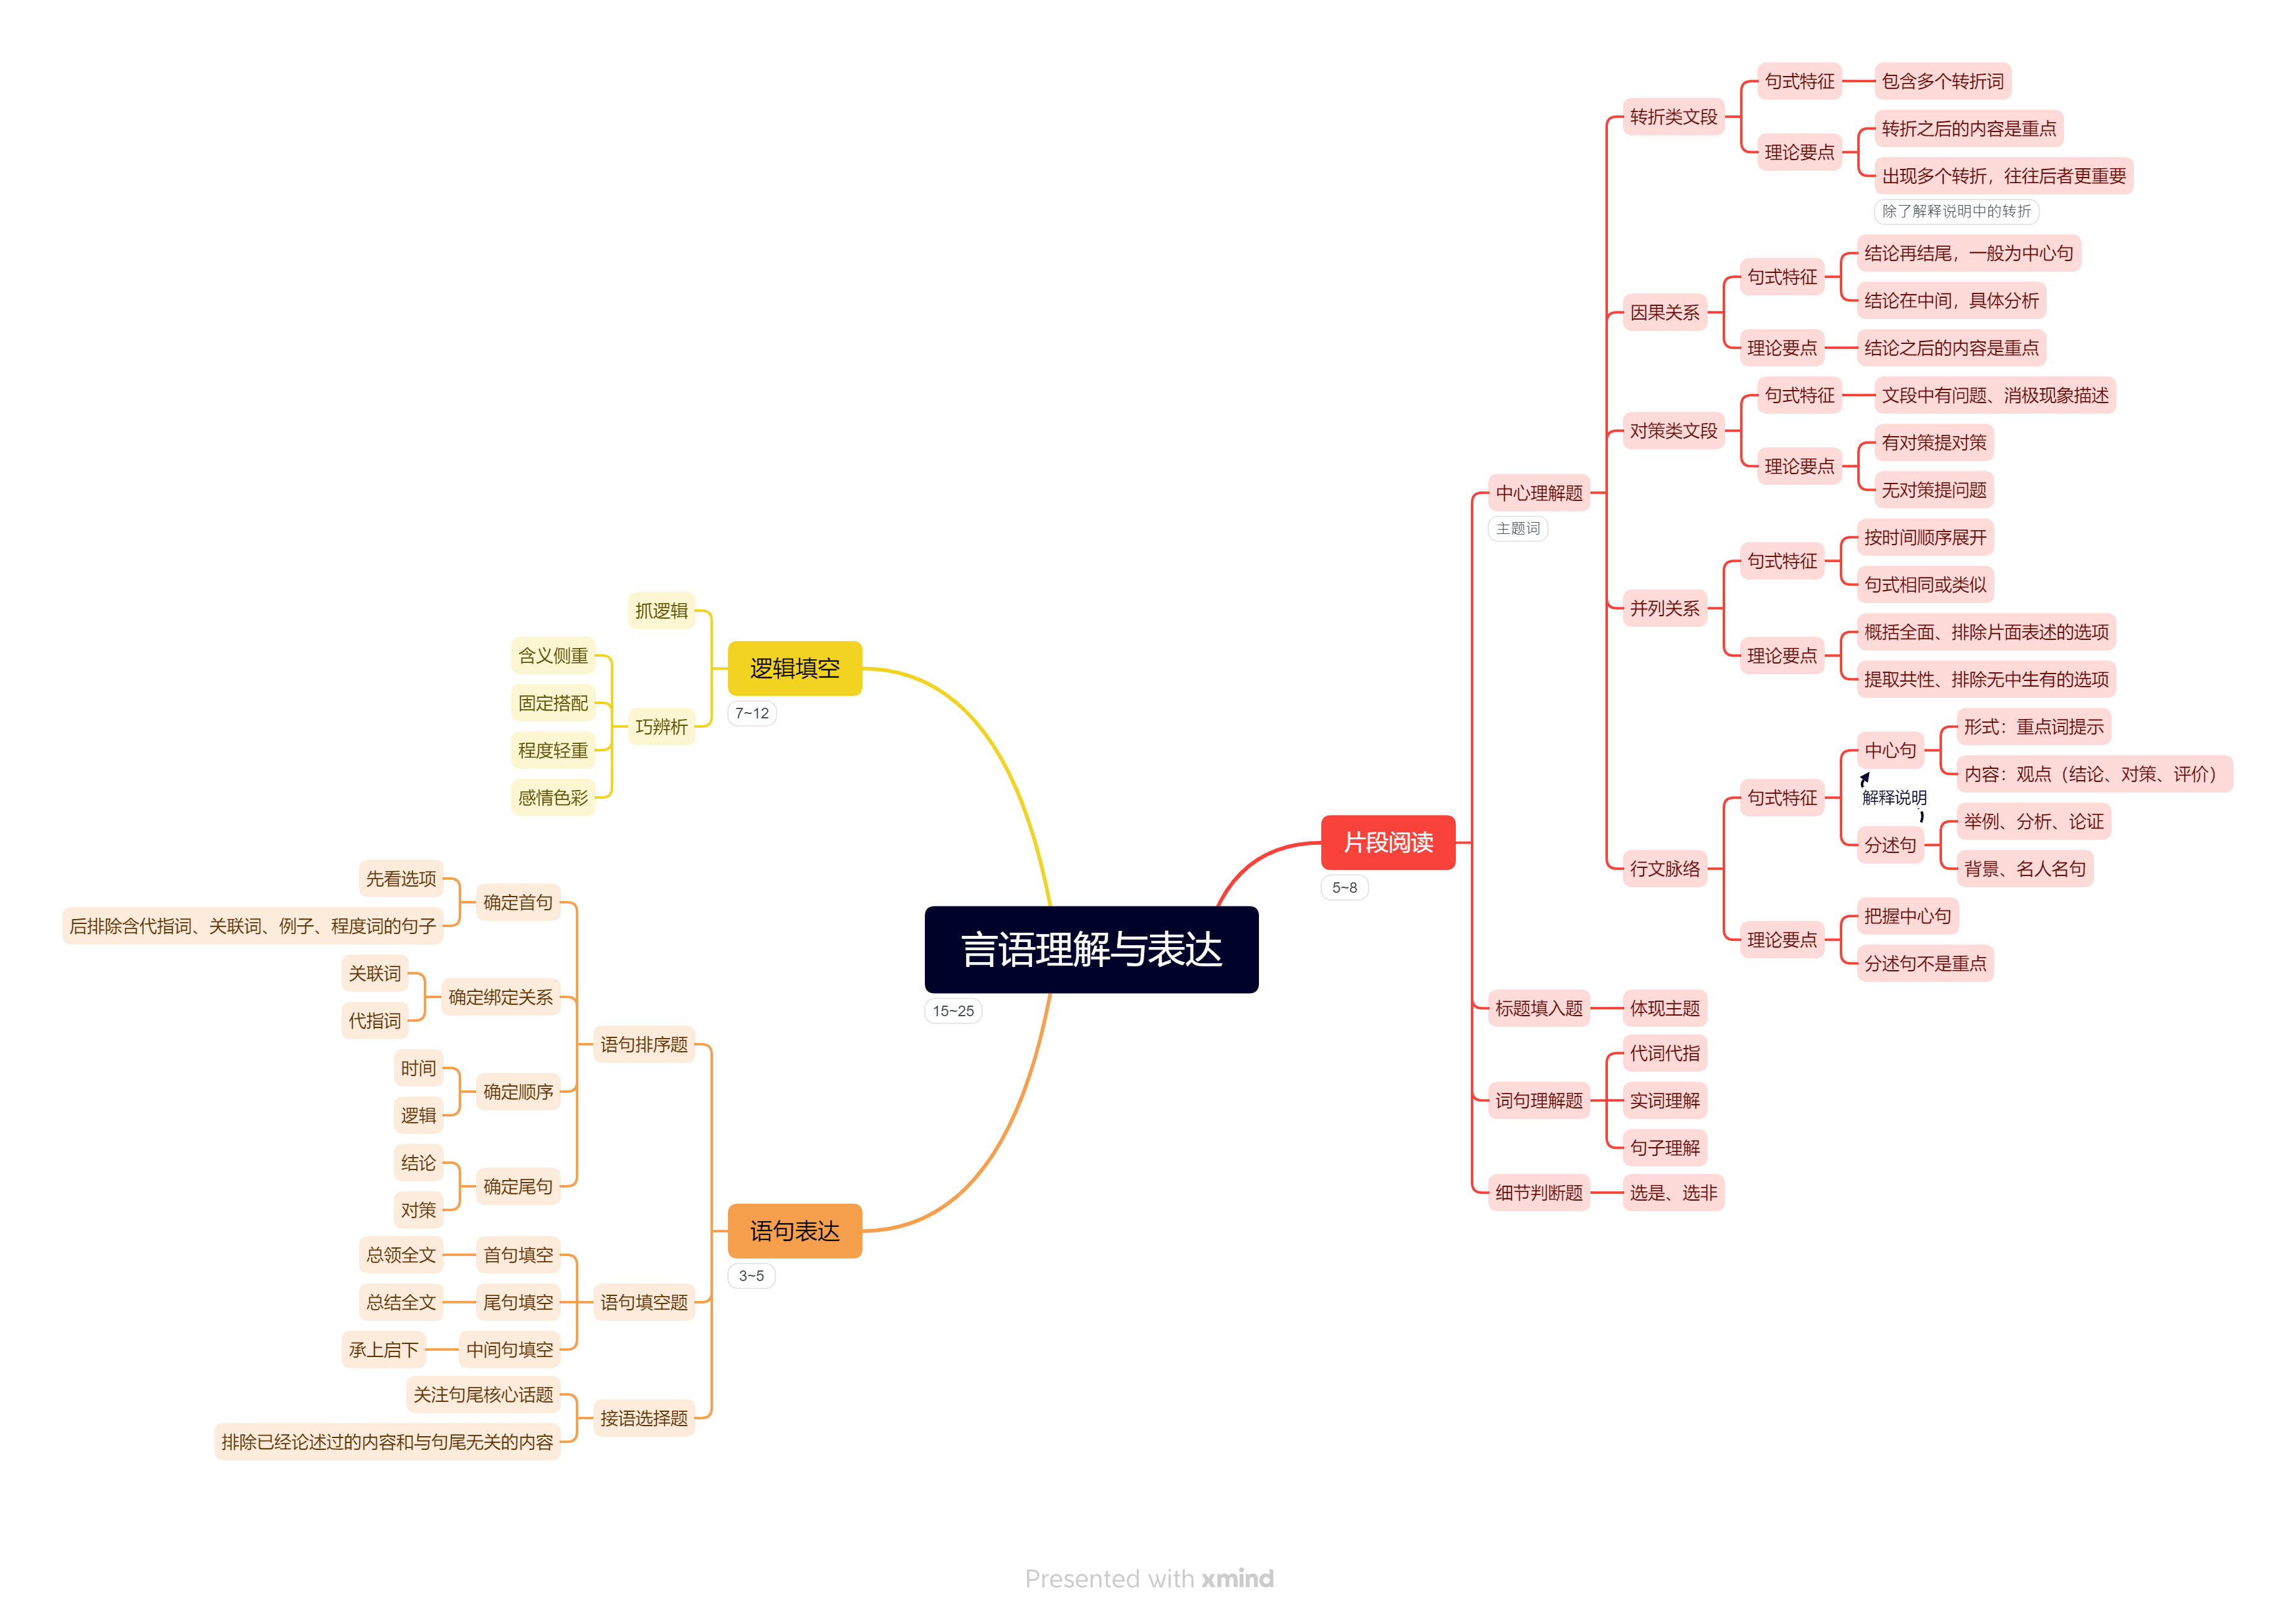 言语理解与表达
15~25
片段阅读
5~8
中心理解题
主题词
转折类文段
句式特征
包含多个转折词
理论要点
转折之后的内容是重点
出现多个转折，往往后者更重要
除了解释说明中的转折
因果关系
句式特征
结论再结尾，一般为中心句
结论在中间，具体分析
理论要点
结论之后的内容是重点
对策类文段
句式特征
文段中有问题、消极现象描述
理论要点
有对策提对策
无对策提问题
并列关系
句式特征
按时间顺序展开
句式相同或类似
理论要点
概括全面、排除片面表述的选项
提取共性、排除无中生有的选项
行文脉络
句式特征
中心句
形式：重点词提示
内容：观点（结论、对策、评价）
解释说明
分述句
举例、分析、论证
背景、名人名句
理论要点
把握中心句
分述句不是重点
标题填入题
体现主题
词句理解题
代词代指
实词理解
句子理解
细节判断题
选是、选非
逻辑填空
7~12
抓逻辑
巧辨析
含义侧重
固定搭配
程度轻重
感情色彩
语句表达
3~5
语句排序题
确定首句
先看选项
后排除含代指词、关联词、例子、程度词的句子
确定绑定关系
关联词
代指词
确定顺序
时间
逻辑
确定尾句
结论
对策
语句填空题
首句填空
总领全文
尾句填空
总结全文
中间句填空
承上启下
接语选择题
关注句尾核心话题
排除已经论述过的内容和与句尾无关的内容
Presented with xmind